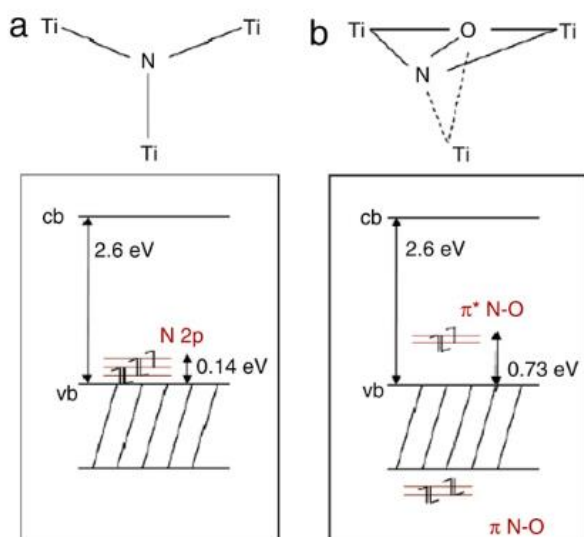 a
Ti
Ti
N
Ti
cb
2.6 eV
N 2p
0.14 eV
vb
b
Ti
O
Ti
N
Ti
cb
2.6 eV
π* N-O
0.73 eV
vb
π N-O